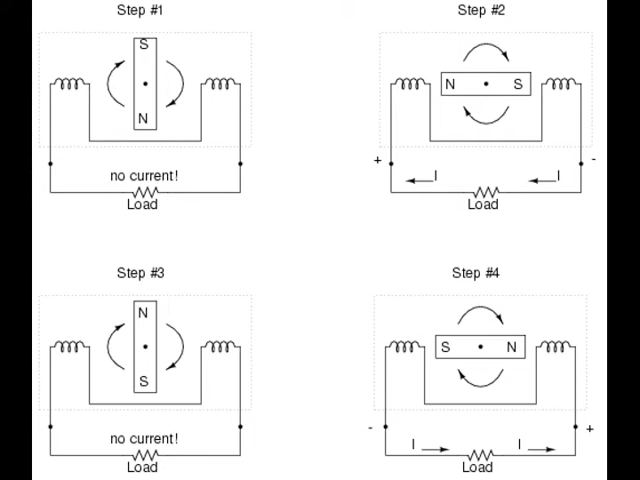 Step #1
S
N
no current!
Load
Step #2
N S
+ -
I I
Load
Step #3
N
S
no current!
Load
Step #4
S N
- +
I I
Load